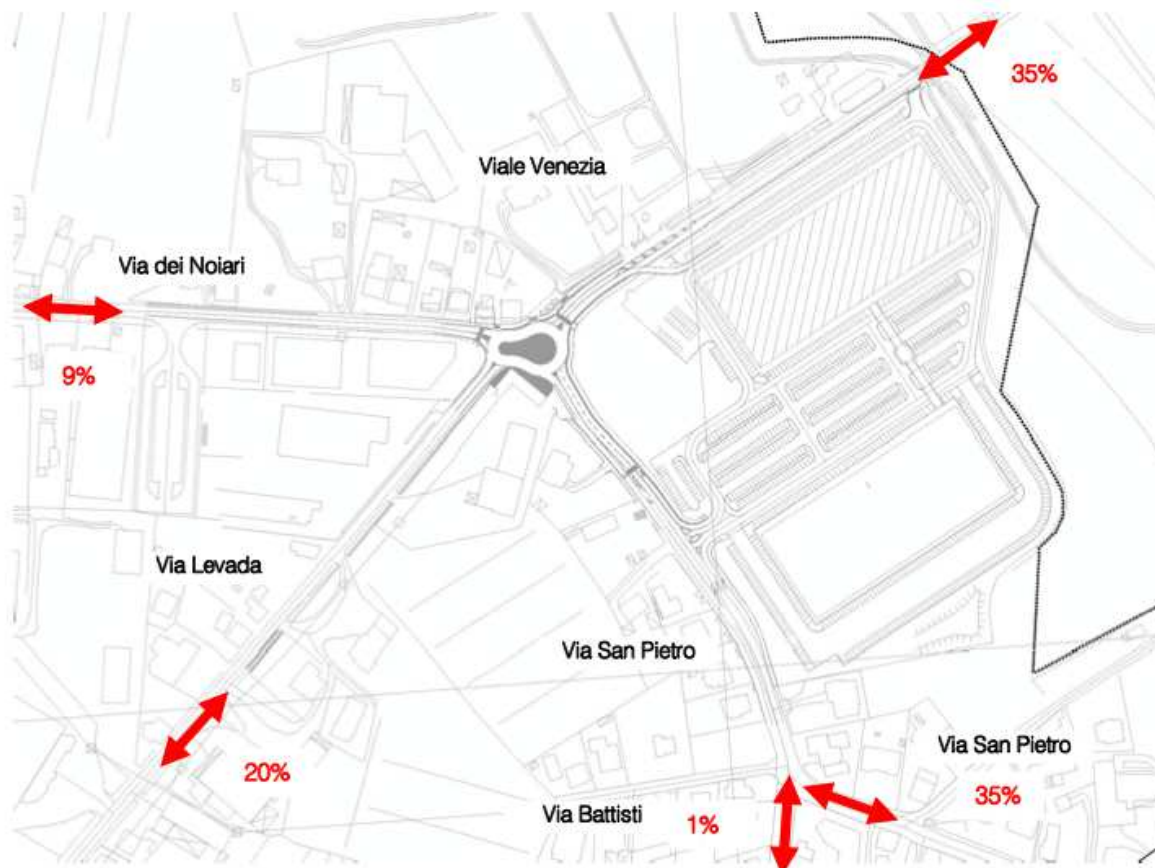 35%
Viale Venezia
Via dei Noiari
9%
Via Levada
Via San Pietro
20%
Via San Pietro
35%
Via Battisti
1%